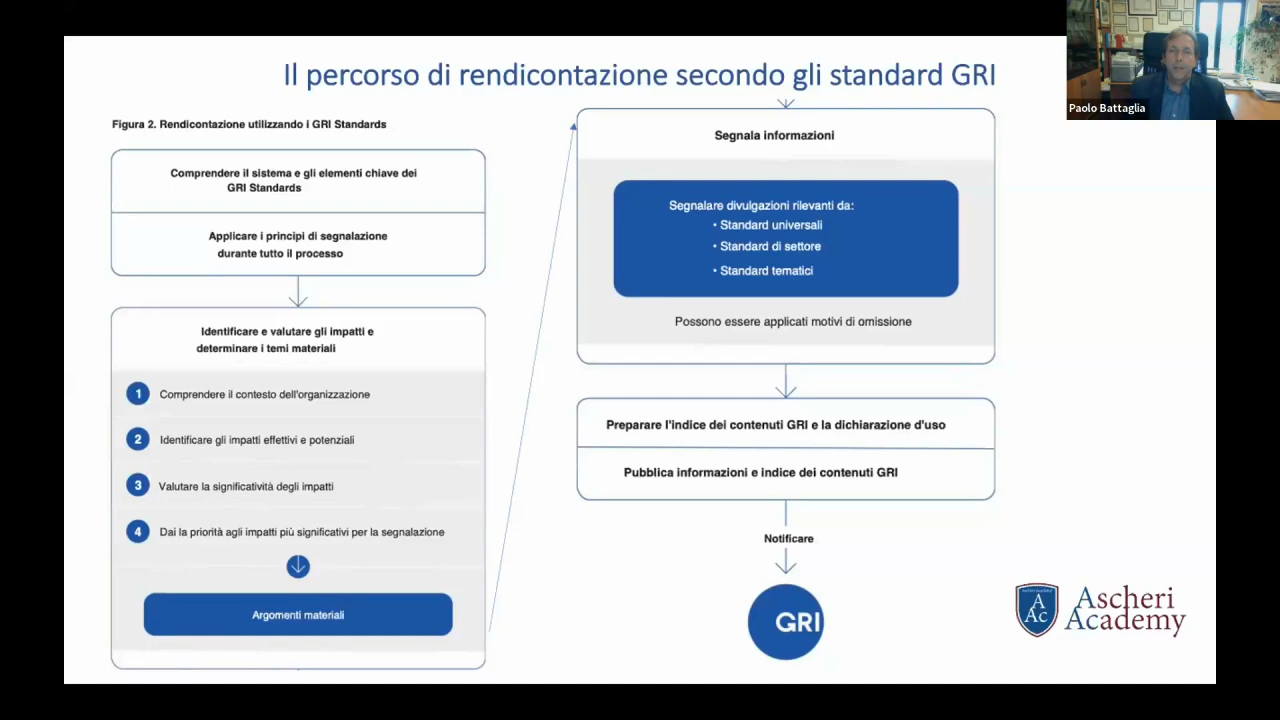 Il percorso di rendicontazione secondo gli standard GRI
Paolo Battaglia
Figura 2. Rendicontazione utilizzando i GRI Standards
Comprendere il sistema e gli elementi chiave dei
GRI Standards
Applicare i principi di segnalazione
durante tutto il processo
Identificare e valutare gli impatti e
determinare i temi materiali
1 Comprendere il contesto dell'organizzazione
2 Identificare gli impatti effettivi e potenziali
3 Valutare la significatività degli impatti
4 Dai la priorità agli impatti più significativi per la segnalazione
Argomenti materiali
Segnala informazioni
Segnalare divulgazioni rilevanti da:
• Standard universali
• Standard di settore
• Standard tematici
Possono essere applicati motivi di omissione
Preparare l'indice dei contenuti GRI e la dichiarazione d'uso
Pubblica informazioni e indice dei contenuti GRI
Notificare
GRI
A
Ac
Ascheri
Academy